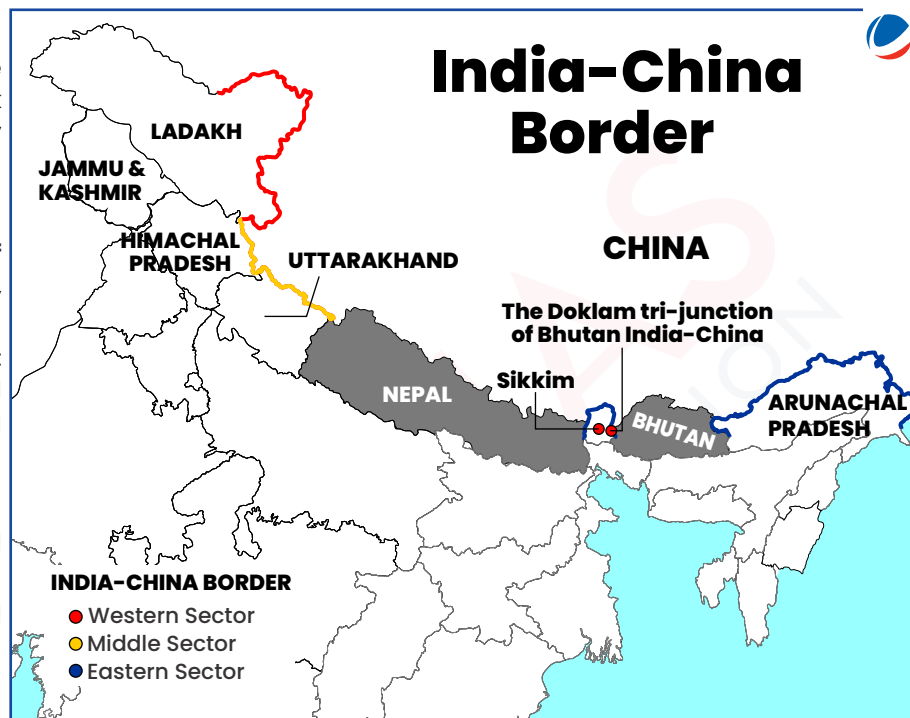 India-China
Border
LADAKH
JAMMU &
KASHMIR
HIMACHAL
PRADESH
UTTARAKHAND
CHINA
The Doklam tri-junction
of Bhutan India-China
Sikkim
NEPAL
BHUTAN
ARUNACHAL
PRADESH
INDIA-CHINA BORDER
Western Sector
Middle Sector
Eastern Sector